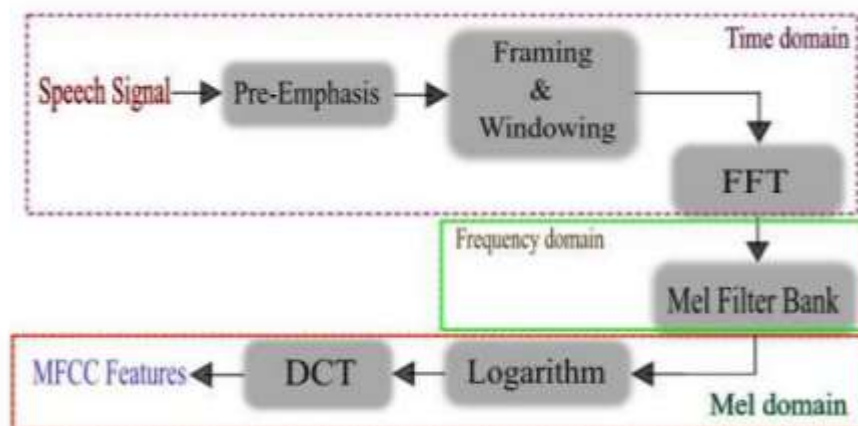 Time domain
Speech Signal
Pre-Emphasis
Framing
&
Windowing
FFT
Frequency domain
Mel Filter Bank
MFCC Features
DCT
Logarithm
Mel domain